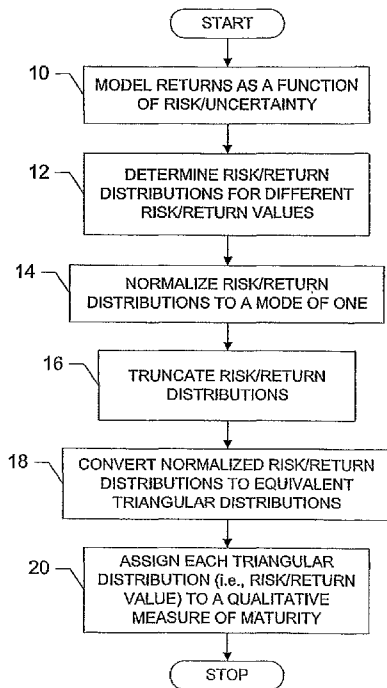 START
10
MODEL RETURNS AS A FUNCTION
OF RISK/UNCERTAINTY
12
DETERMINE RISK/RETURN
DISTRIBUTIONS FOR DIFFERENT
RISK/RETURN VALUES
14
NORMALIZE RISK/RETURN
DISTRIBUTIONS TO A MODE OF ONE
16
TRUNCATE RISK/RETURN
DISTRIBUTIONS
18
CONVERT NORMALIZED RISK/RETURN
DISTRIBUTIONS TO EQUIVALENT
TRIANGULAR DISTRIBUTIONS
20
ASSIGN EACH TRIANGULAR
DISTRIBUTION (i.e., RISK/RETURN
VALUE) TO A QUALITATIVE
MEASURE OF MATURITY
STOP